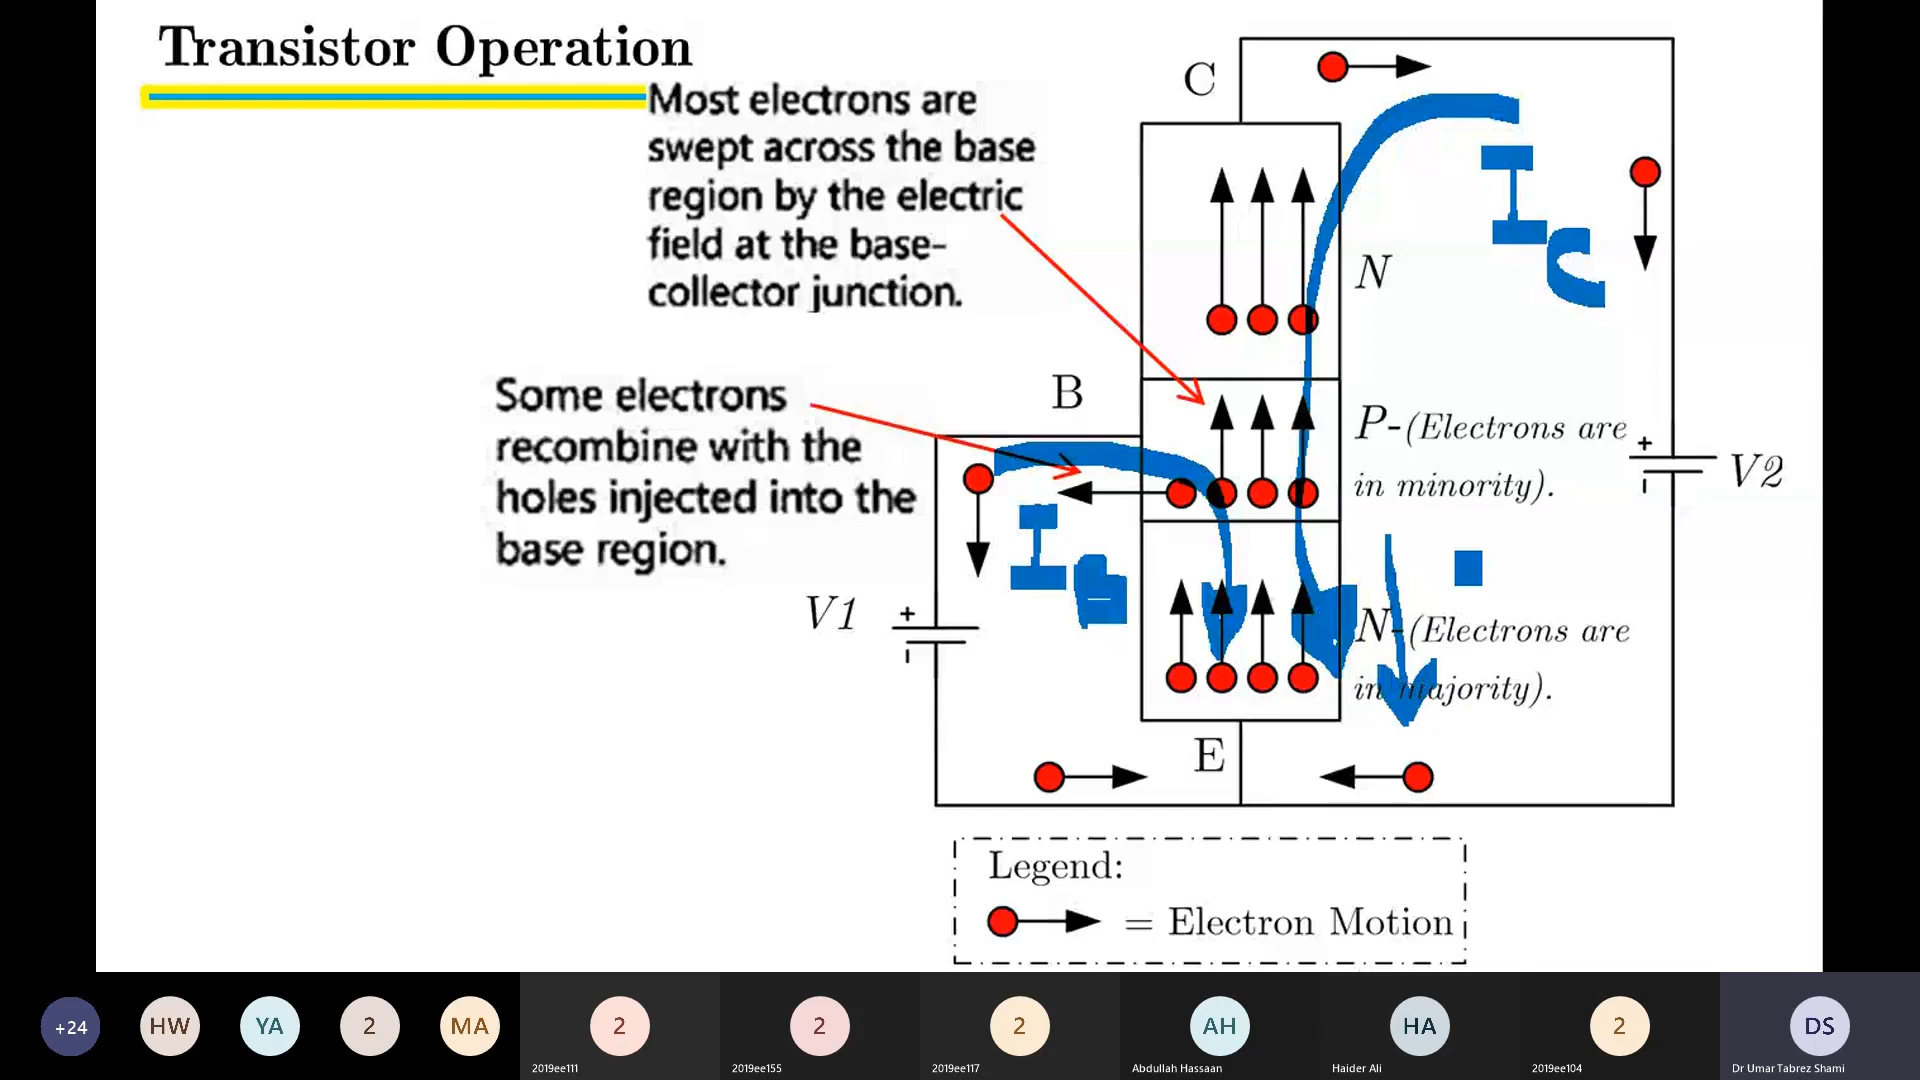 Transistor Operation
Most electrons are
swept across the base
region by the electric
field at the base-
collector junction.
Some electrons
recombine with the
holes injected into the
base region.
C
N
I C
B
P-(Electrons are
in minority).
I B
V1
+
-
+
-
V2
N-(Electrons are
in majority).
E
Legend:
= Electron Motion
+24
HW
YA
2
MA
2
2019ee111
2
2019ee155
2
2019ee117
AH
Abdullah Hassaan
HA
Haider Ali
2
2019ee104
DS
Dr Umar Tabrez Shami